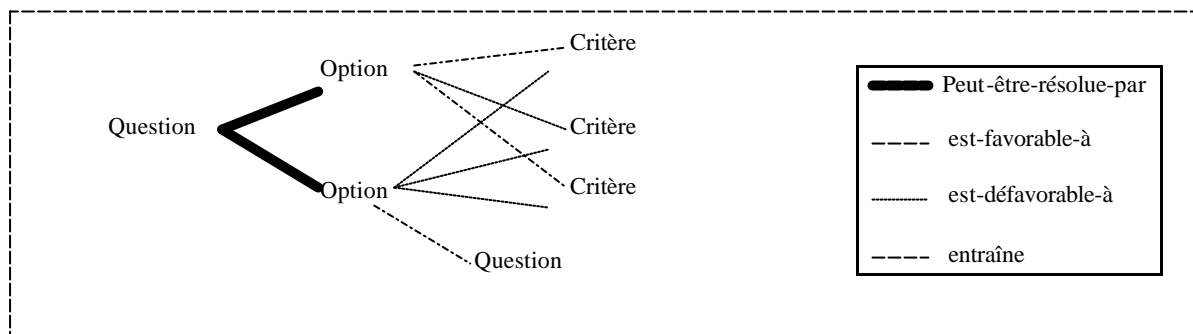 Critère
Option
Question
Critère
Option
Critère
Question
Peut-être-résolue-par
est-favorable-à
est-défavorable-à
entraîne